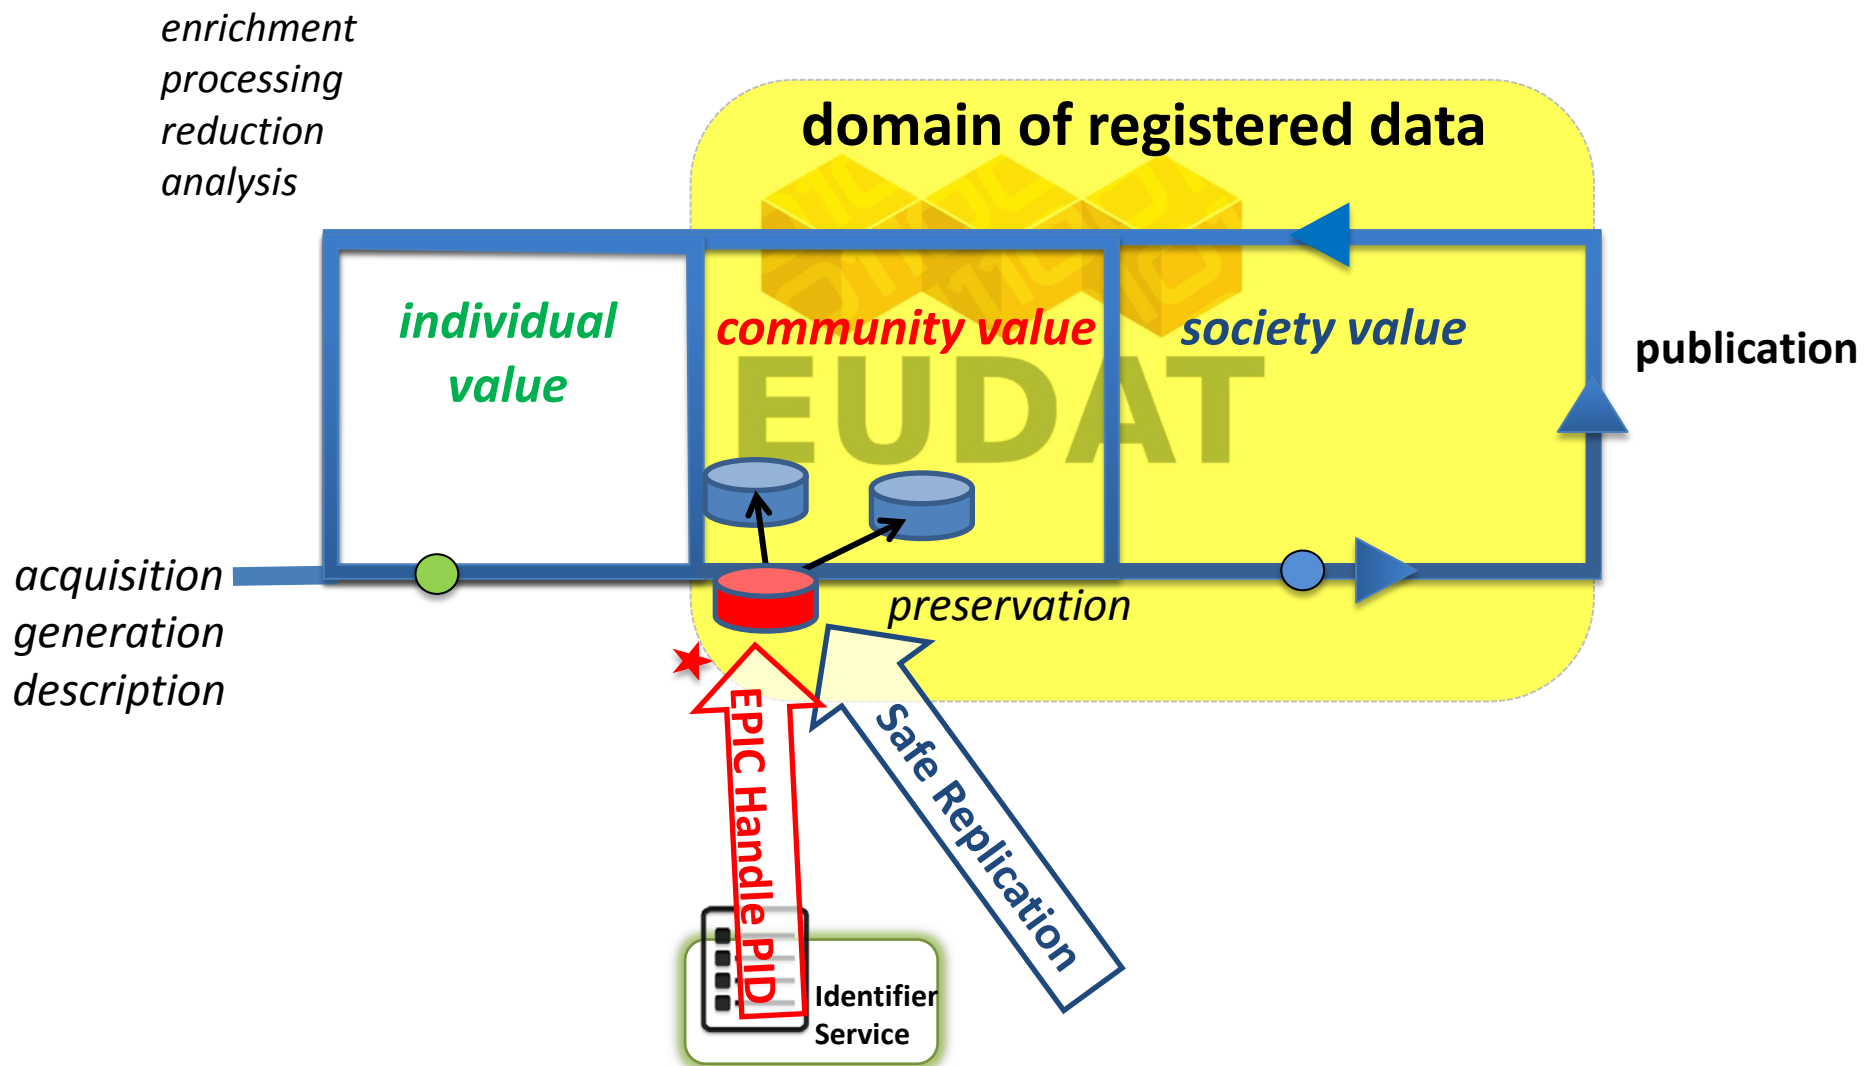 enrichment
processing
reduction
analysis
domain of registered data
individual
value
community value
society value
EUDAT
publication
acquisition
generation
description
preservation
EPIC Handle PID
Safe Replication
Identifier
Service